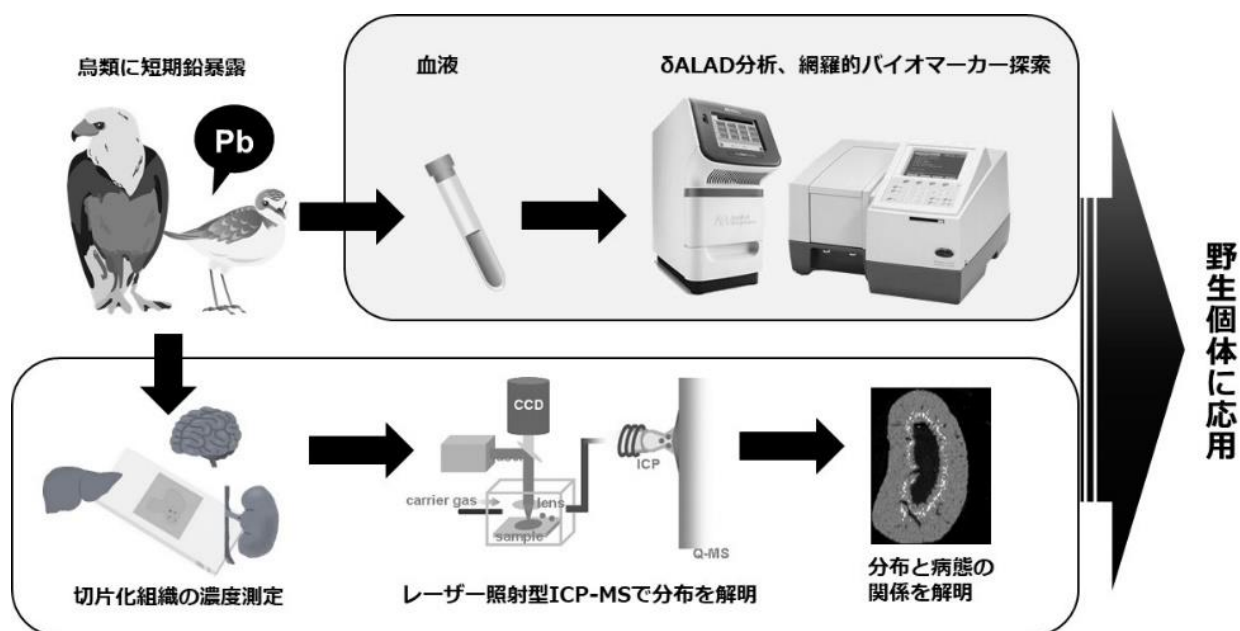 鳥類に短期鉛暴露
Pb
血液
δALAD分析、網羅的バイオマーカー探索
野生個体に応用
CCD
carrier gas
lens
sample
ICP
Q-MS
切片化組織の濃度測定
レーザー照射型ICP-MSで分布を解明
分布と病態の
関係を解明